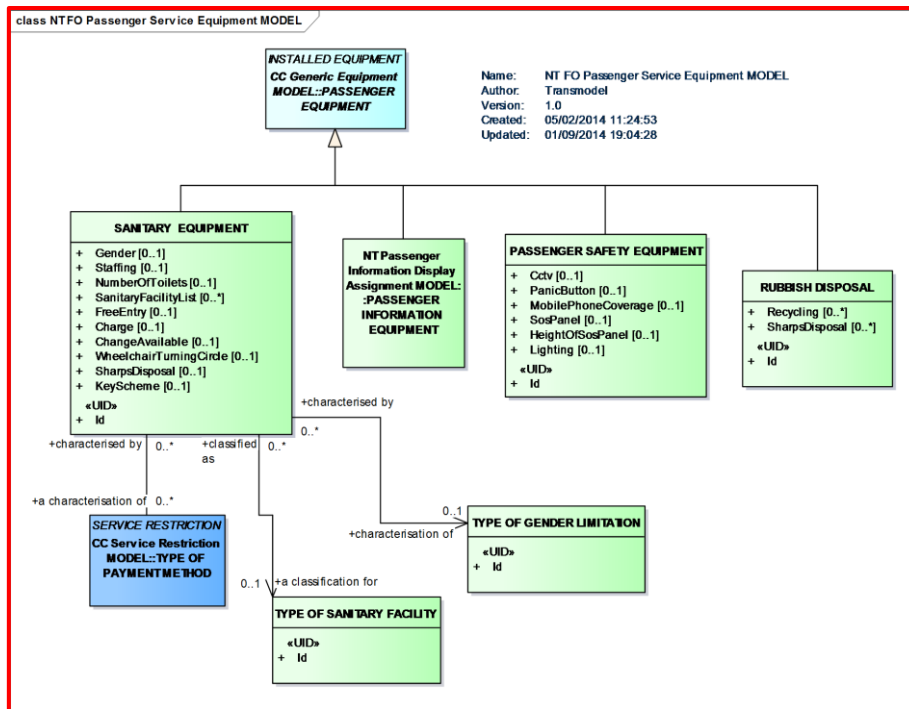 class NTFO Passenger Service Equipment MODEL
INSTALLED EQUIPMENT
CC Generic Equipment
MODEL::PASSENGER
EQUIPMENT
Name: NT FO Passenger Service Equipment MODEL
Author: Transmodel
Version: 1.0
Created: 05/02/2014 11:24:53
Updated: 01/09/2014 19:04:28
SANITARY EQUIPMENT
+ Gender [0..1]
+ Staffing [0..1]
+ NumberOfToilets [0..1]
+ SanitaryFacilityList [0..*]
+ FreeEntry [0..1]
+ Charge [0..1]
+ ChangeAvailable [0..1]
+ WheelchairTurningCircle [0..1]
+ SharpsDisposal [0..1]
+ KeyScheme [0..1]
«UID»
+ Id
NT Passenger
Information Display
Assignment MODEL:
:PASSENGER
INFORMATION
EQUIPMENT
PASSENGER SAFETY EQUIPMENT
+ Cctv [0..1]
+ PanicButton [0..1]
+ MobilePhoneCoverage [0..1]
+ SosPanel [0..1]
+ HeightOfSosPanel [0..1]
+ Lighting [0..1]
«UID»
+ Id
RUBBISH DISPOSAL
+ Recycling [0..*]
+ SharpsDisposal [0..*]
«UID»
+ Id
+characterised by
0..*
+characterised by
0..*
+classified
as
0..*
+a characterisation of 0..*
SERVICE RESTRICTION
CC Service Restriction
MODEL::TYPE OF
PAYMENT METHOD
0..1
+characterisation of
TYPE OF GENDER LIMITATION
«UID»
+ Id
0..1
+a classification for
TYPE OF SANITARY FACILITY
«UID»
+ Id